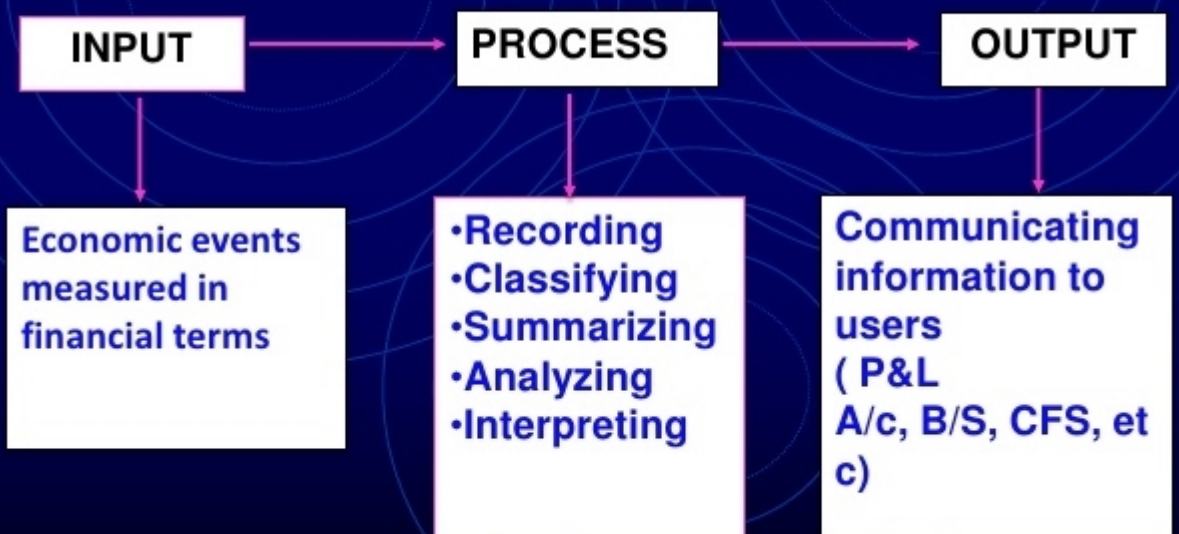 INPUT
PROCESS
OUTPUT
Economic events
measured in
financial terms
•Recording
•Classifying
•Summarizing
•Analyzing
•Interpreting
Communicating
information to
users
( P&L
A/c, B/S, CFS, et
c)